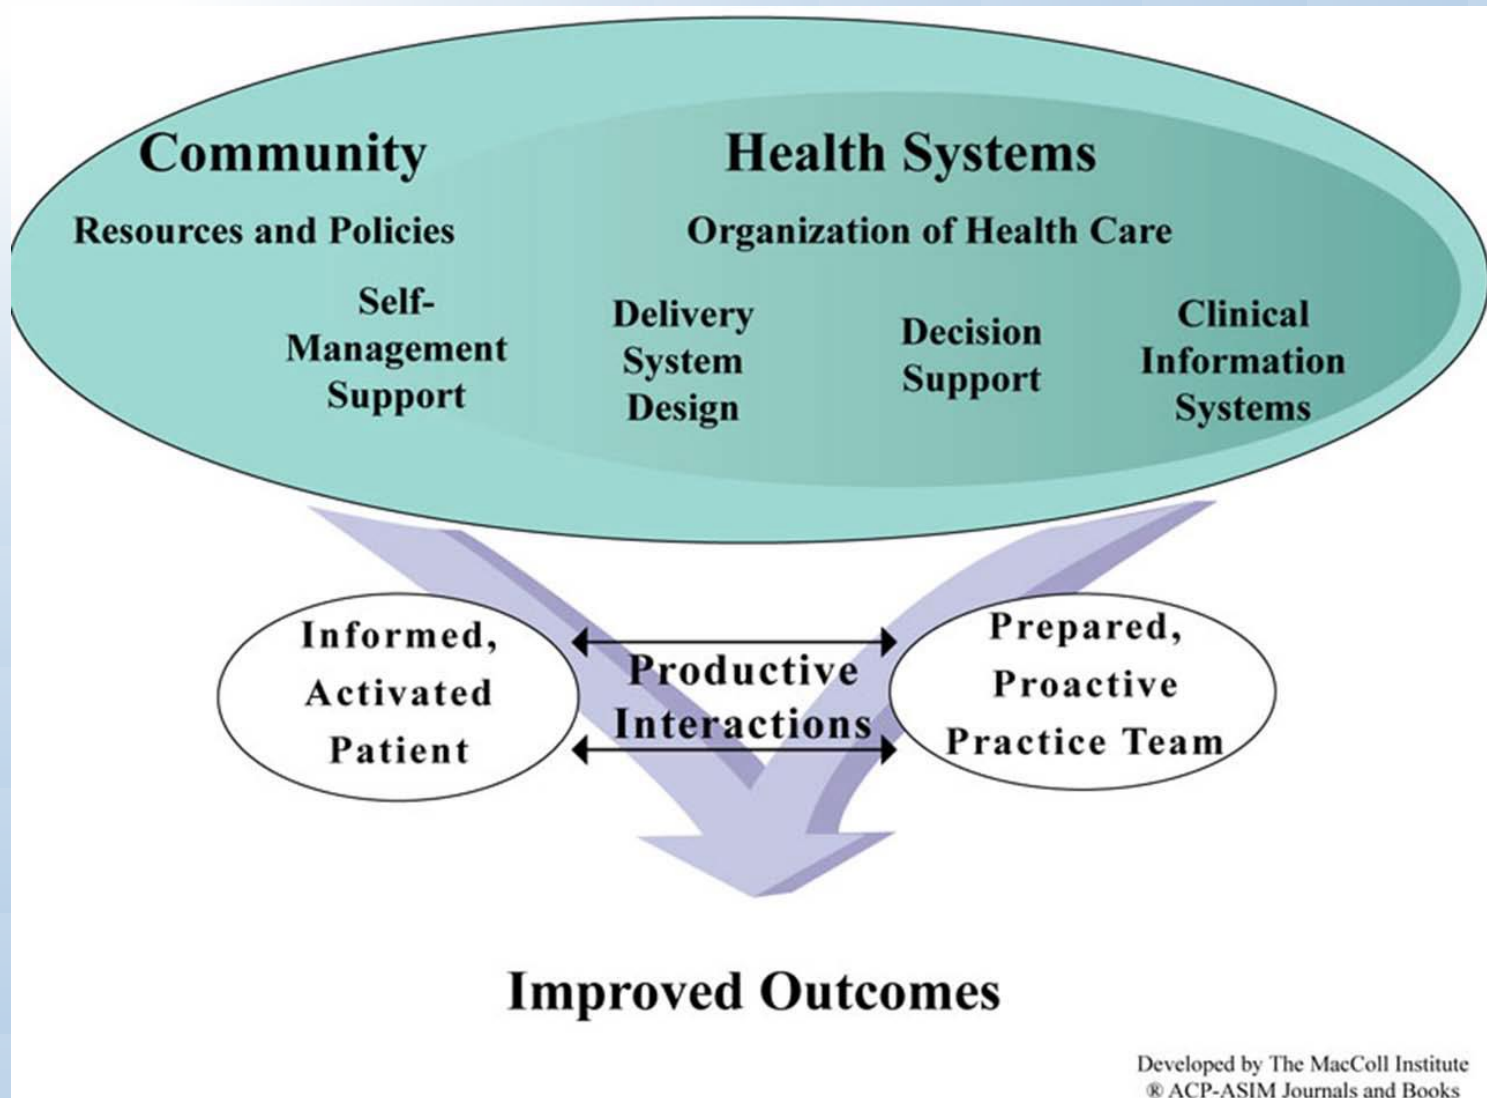 Community
Health Systems
Resources and Policies
Organization of Health Care
Self-
Management
Support
Delivery
System
Design
Decision
Support
Clinical
Information
Systems
Informed,
Activated
Patient
Productive
Interactions
Prepared,
Proactive
Practice Team
Improved Outcomes
Developed by The MacColl Institute
® ACP-ASIM Journals and Books